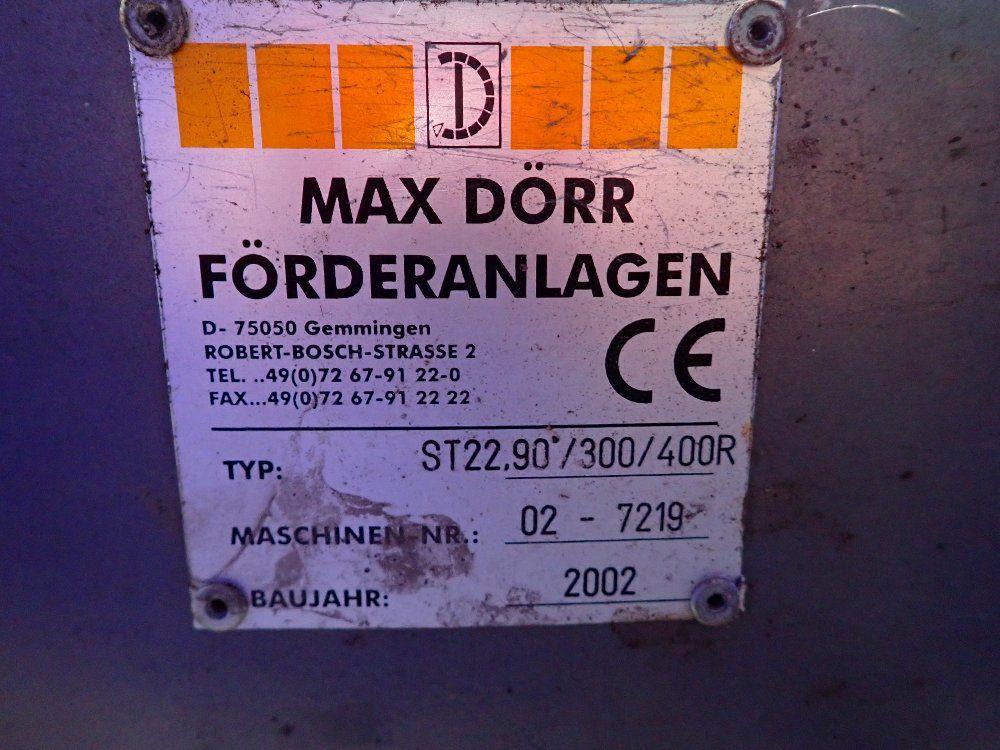 D
MAX DÖRR
FÖRDERANLAGEN
D- 75050 Gemmingen
ROBERT-BOSCH-STRASSE 2
TEL. ..49(0)72 67-91 22-0
FAX...49(0)72 67-91 22 22
CE
TYP: ST22,90°/300/400R
MASCHINEN-NR.: 02 - 7219
BAUJAHR: 2002